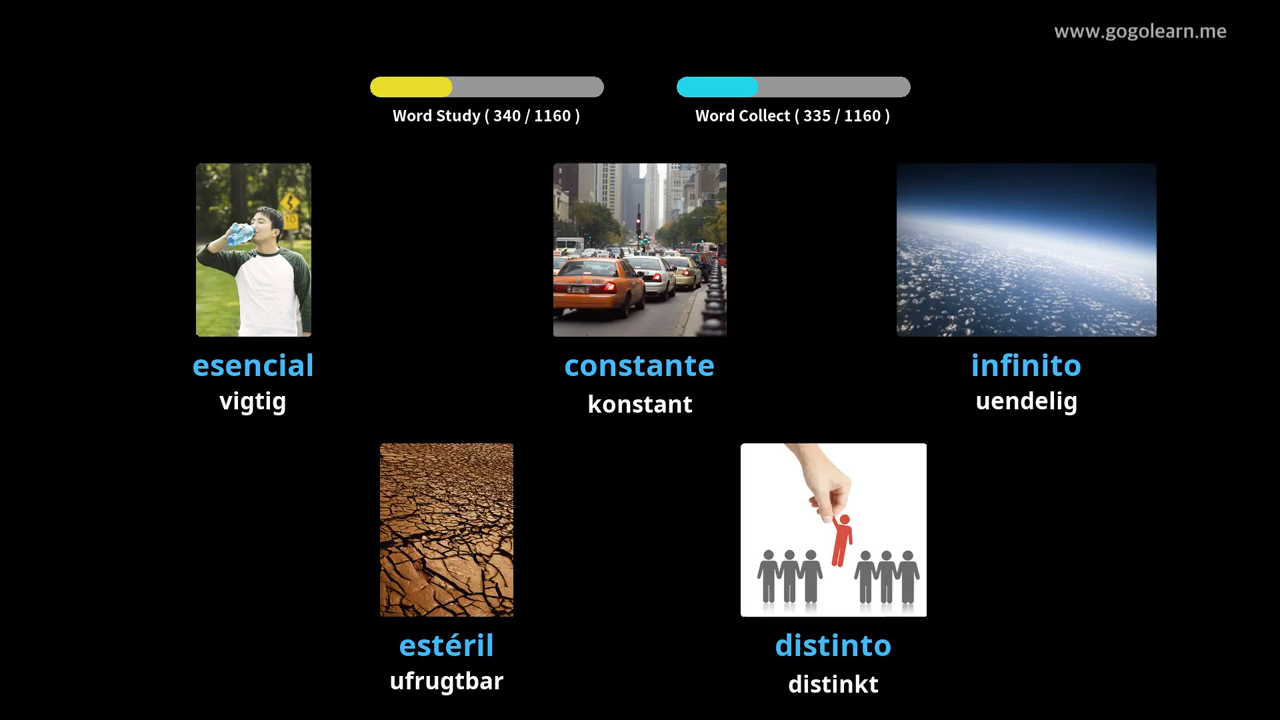 www.gogolearn.me
Word Study ( 340 / 1160 )
Word Collect ( 335 / 1160 )
esencial
vigtig
constante
konstant
infinito
uendelig
estéril
ufrugtbar
distinto
distinkt